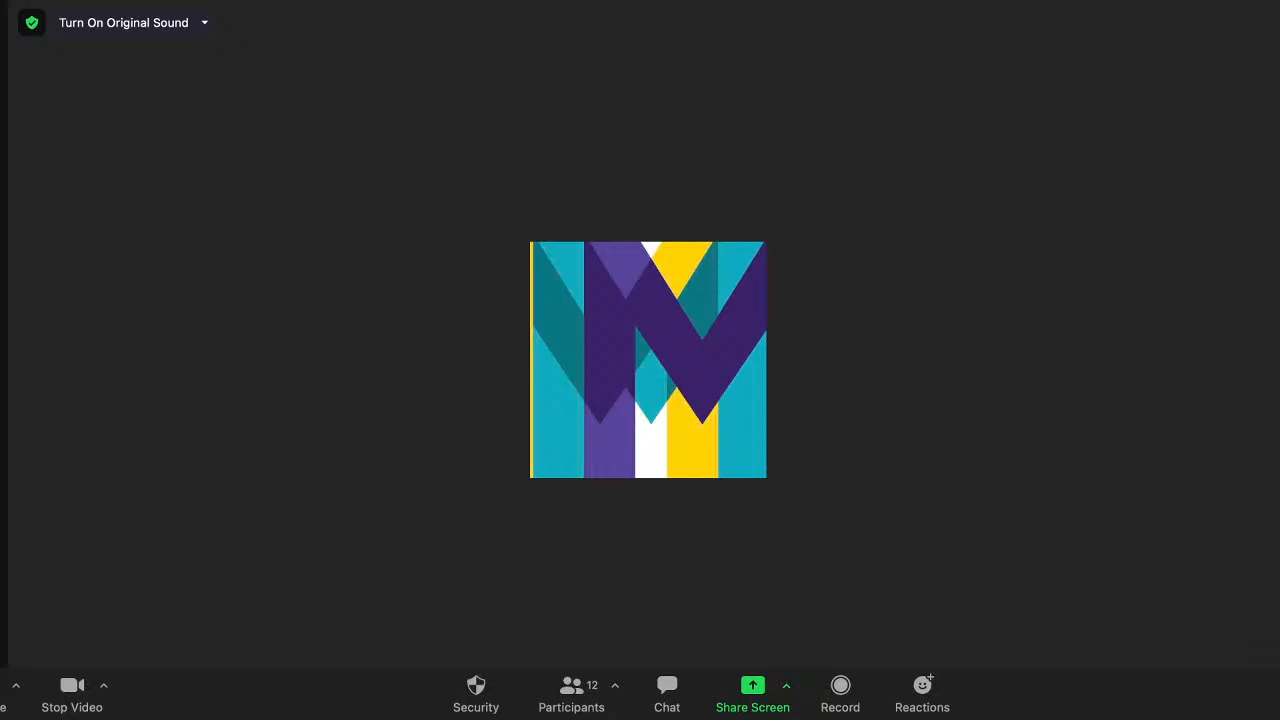 Turn On Original Sound
e
Stop Video
Security
12
Participants
Chat
Share Screen
Record
Reactions